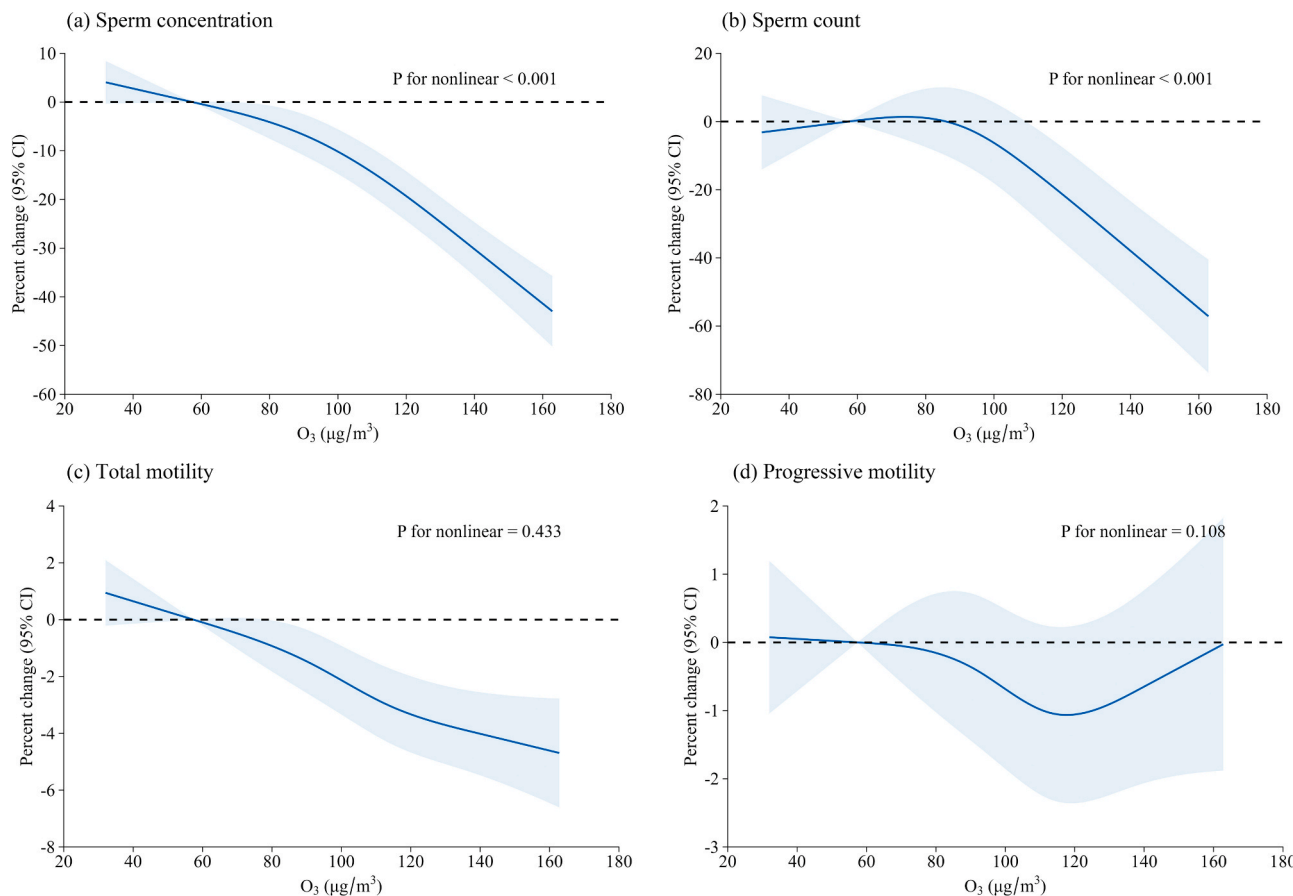 (a) Sperm concentration
P for nonlinear < 0.001
Percent change (95% CI)
10
0
-10
-20
-30
-40
-50
-60
20 40 60 80 100 120 140 160 180
O₃ (μg/m³)
(b) Sperm count
P for nonlinear < 0.001
Percent change (95% CI)
20
0
-20
-40
-60
-80
20 40 60 80 100 120 140 160 180
O₃ (μg/m³)
(c) Total motility
P for nonlinear = 0.433
Percent change (95% CI)
4
2
0
-2
-4
-6
-8
20 40 60 80 100 120 140 160 180
O₃ (μg/m³)
(d) Progressive motility
P for nonlinear = 0.108
Percent change (95% CI)
2
1
0
-1
-2
-3
20 40 60 80 100 120 140 160 180
O₃ (μg/m³)